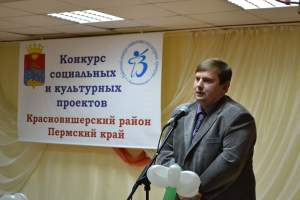 Конкурс
социальных
и культурных
проектов
Красновишерский район
Пермский край